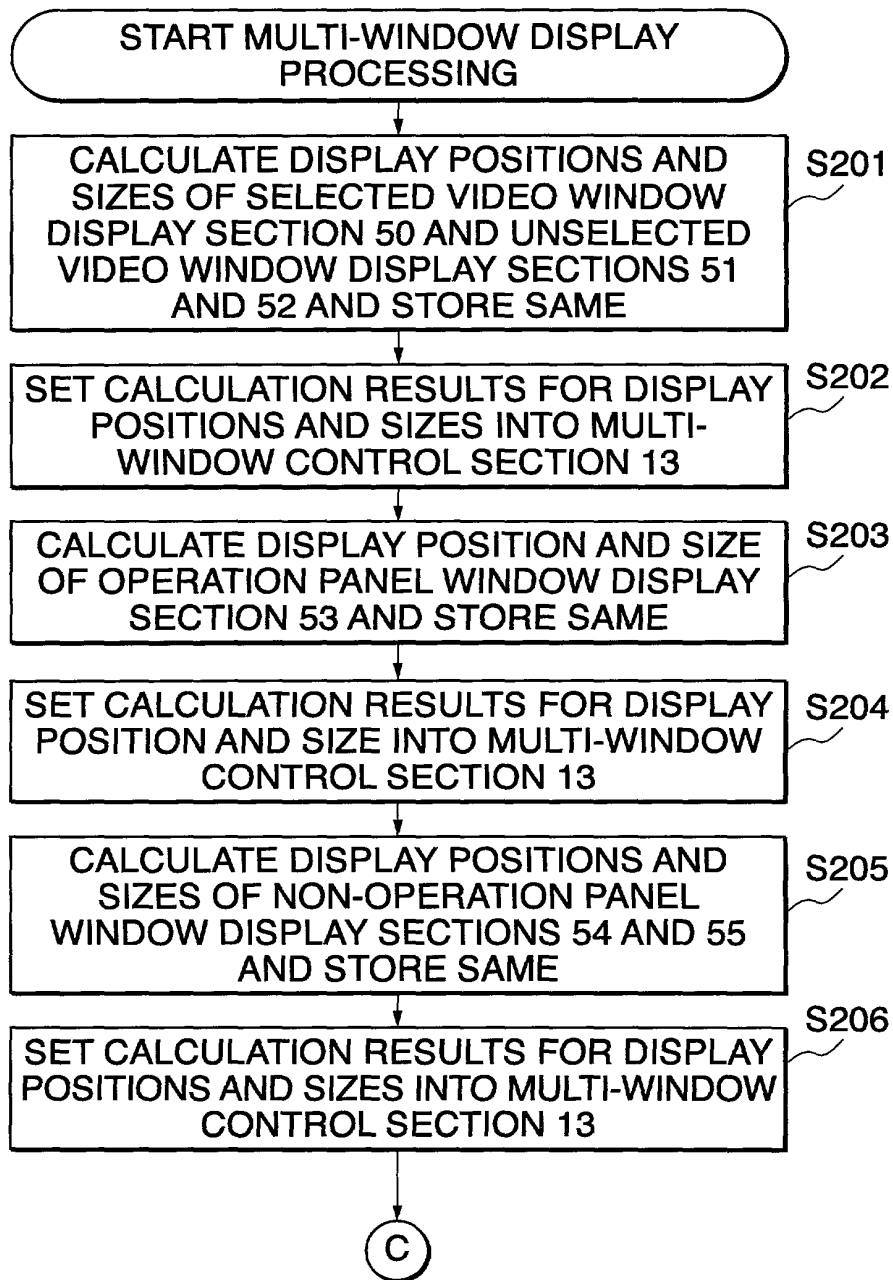 START MULTI-WINDOW DISPLAY
PROCESSING
CALCULATE DISPLAY POSITIONS AND
SIZES OF SELECTED VIDEO WINDOW
DISPLAY SECTION 50 AND UNSELECTED
VIDEO WINDOW DISPLAY SECTIONS 51
AND 52 AND STORE SAME
S201
SET CALCULATION RESULTS FOR DISPLAY
POSITIONS AND SIZES INTO MULTI-
WINDOW CONTROL SECTION 13
S202
CALCULATE DISPLAY POSITION AND SIZE
OF OPERATION PANEL WINDOW DISPLAY
SECTION 53 AND STORE SAME
S203
SET CALCULATION RESULTS FOR DISPLAY
POSITION AND SIZE INTO MULTI-WINDOW
CONTROL SECTION 13
S204
CALCULATE DISPLAY POSITIONS AND
SIZES OF NON-OPERATION PANEL
WINDOW DISPLAY SECTIONS 54 AND 55
AND STORE SAME
S205
SET CALCULATION RESULTS FOR DISPLAY
POSITIONS AND SIZES INTO MULTI-WINDOW
CONTROL SECTION 13
S206
C